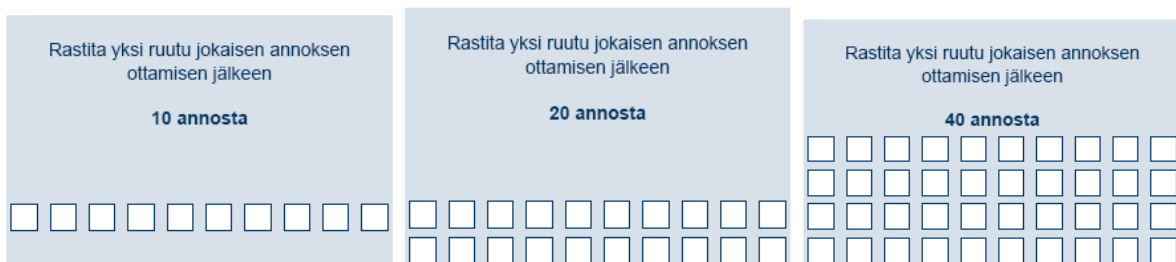 Rastita yksi ruutu jokaisen annoksen
ottamisen jälkeen
10 annosta
Rastita yksi ruutu jokaisen annoksen
ottamisen jälkeen
20 annosta
Rastita yksi ruutu jokaisen annoksen
ottamisen jälkeen
40 annosta